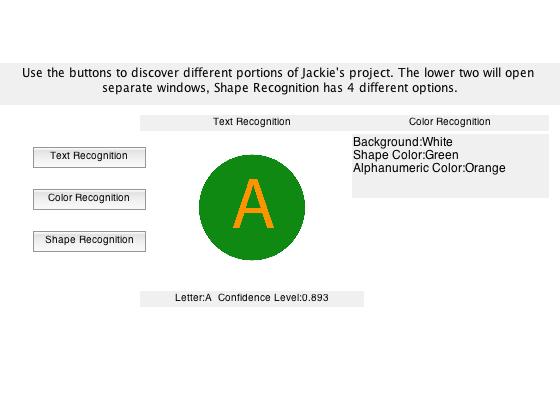 Use the buttons to discover different portions of Jackie's project. The lower two will open
separate windows, Shape Recognition has 4 different options.
Text Recognition
Color Recognition
Text Recognition
Color Recognition
Shape Recognition
A
Background:White
Shape Color:Green
Alphanumeric Color:Orange
Letter:A Confidence Level:0.893